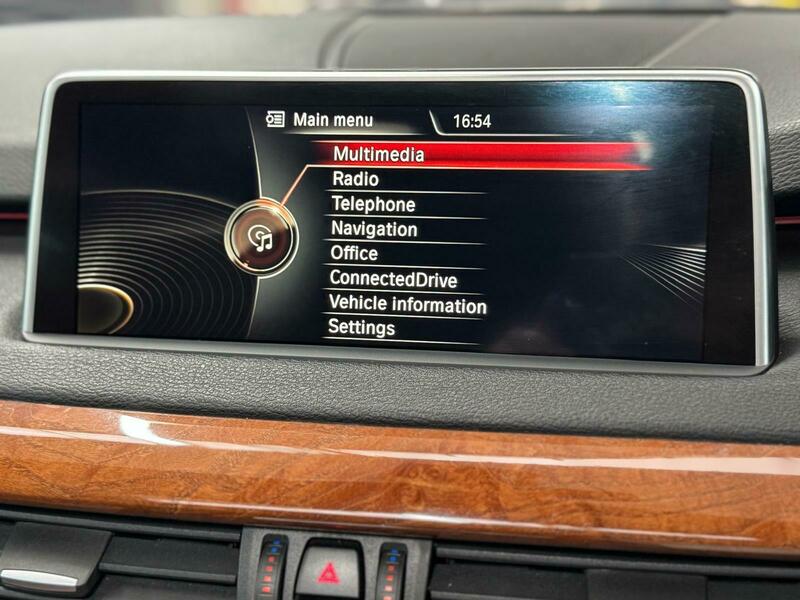 Main menu 16:54
Multimedia
Radio
Telephone
Navigation
Office
ConnectedDrive
Vehicle information
Settings